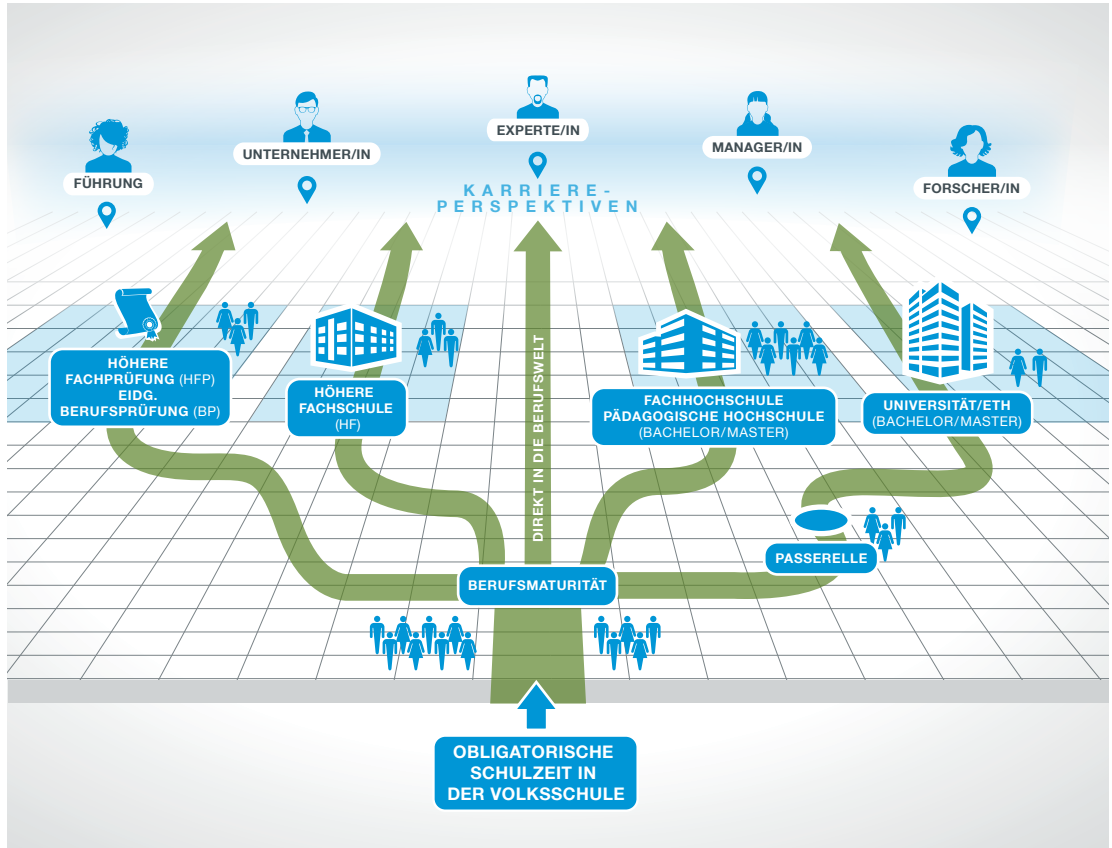 FÜHRUNG
UNTERNEHMER/IN
EXPERTE/IN
MANAGER/IN
FORSCHER/IN
KARRIERE-
PERSPEKTIVEN
HÖHERE
FACHPRÜFUNG (HFP)
EIDG.
BERUFSPRÜFUNG (BP)
HÖHERE
FACHSCHULE
(HF)
DIREKT IN DIE BERUFSWELT
FACHHOCHSCHULE
PÄDAGOGISCHE HOCHSCHULE
(BACHELOR/MASTER)
UNIVERSITÄT/ETH
(BACHELOR/MASTER)
PASSERELLE
BERUFSMATURITÄT
OBLIGATORISCHE
SCHULZEIT IN
DER VOLKSSCHULE